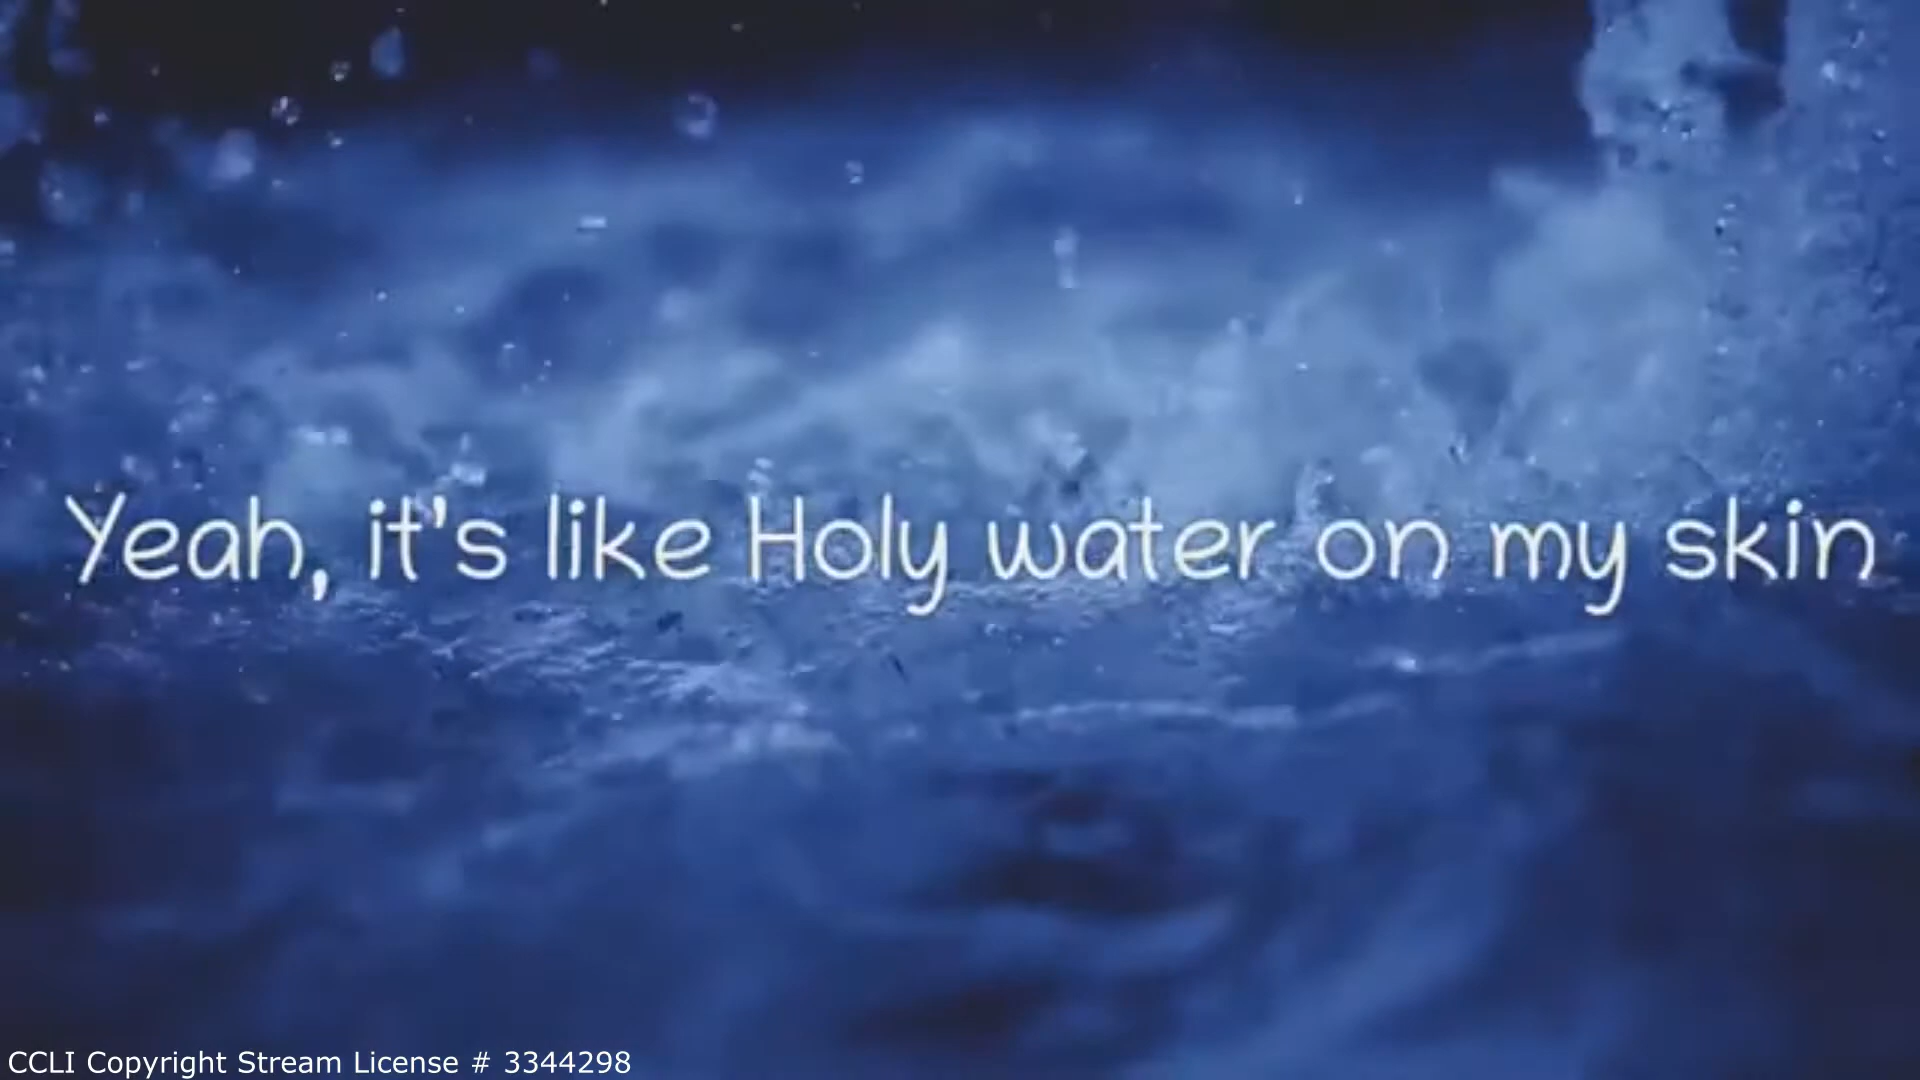 Yeah, it's like Holy water on my skin
CCLI Copyright Stream License # 3344298